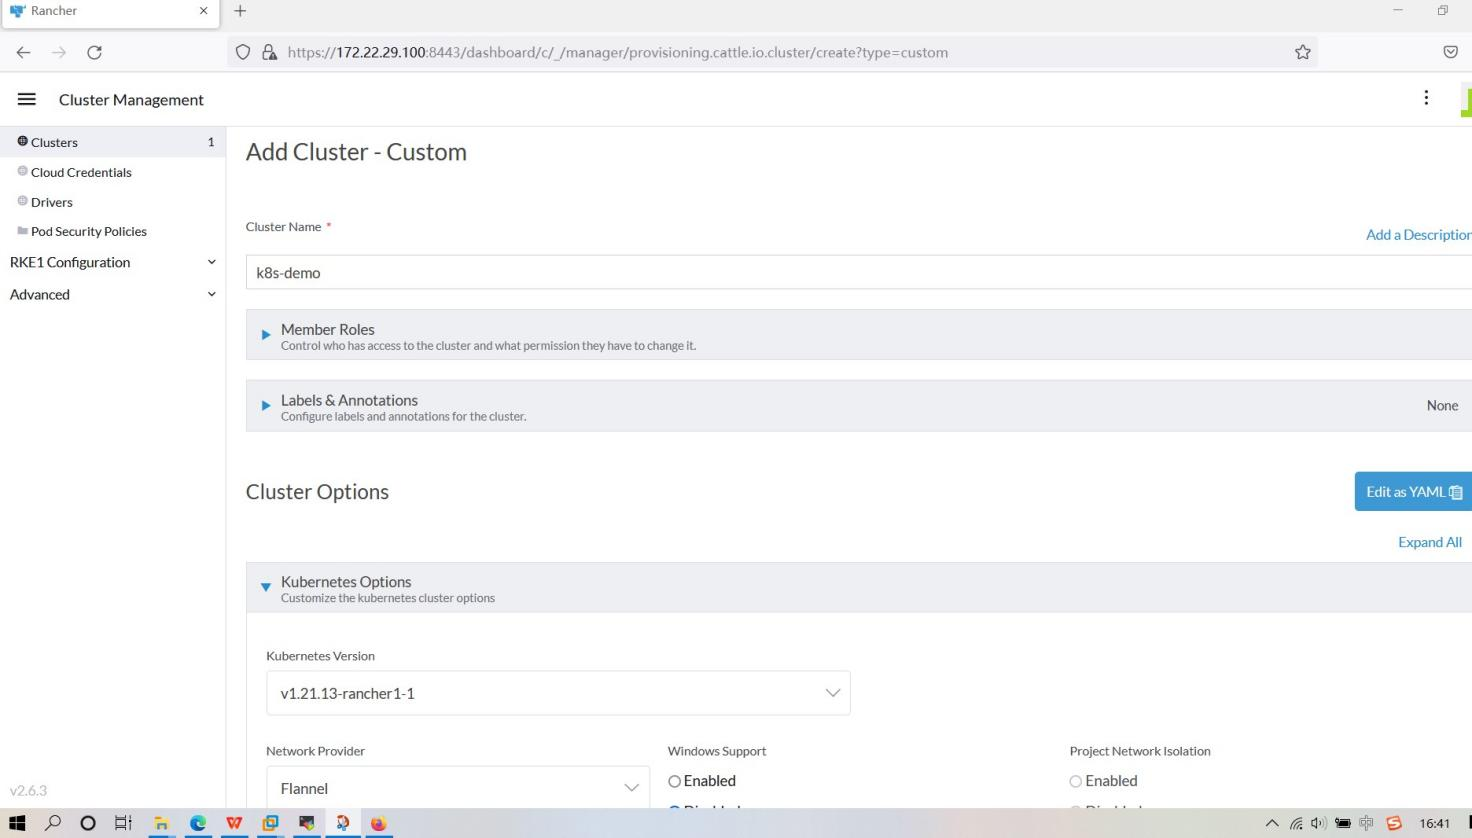 Rancher
https://172.22.29.100:8443/dashboard/c/_/manager/provisioning.cattle.io.cluster/create?type=custom
Cluster Management
Clusters 1
Cloud Credentials
Drivers
Pod Security Policies
RKE1 Configuration
Advanced
v2.6.3
Add Cluster - Custom
Cluster Name *
Add a Description
k8s-demo
Member Roles
Control who has access to the cluster and what permission they have to change it.
Labels & Annotations
Configure labels and annotations for the cluster.
None
Cluster Options
Edit as YAML
Expand All
Kubernetes Options
Customize the kubernetes cluster options
Kubernetes Version
v1.21.13-rancher1-1
Network Provider
Flannel
Windows Support
Enabled
Disabled
Project Network Isolation
Enabled
Disabled
中
16:41